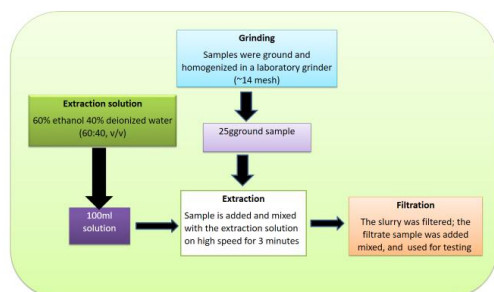 Grinding
Samples were ground and
homogenized in a laboratory grinder
(~14 mesh)
Extraction solution
60% ethanol 40% deionized water
(60:40, v/v)
25gground sample
100ml
solution
Extraction
Sample is added and mixed
with the extraction solution
on high speed for 3 minutes
Filtration
The slurry was filtered; the
filtrate sample was added
mixed, and used for testing